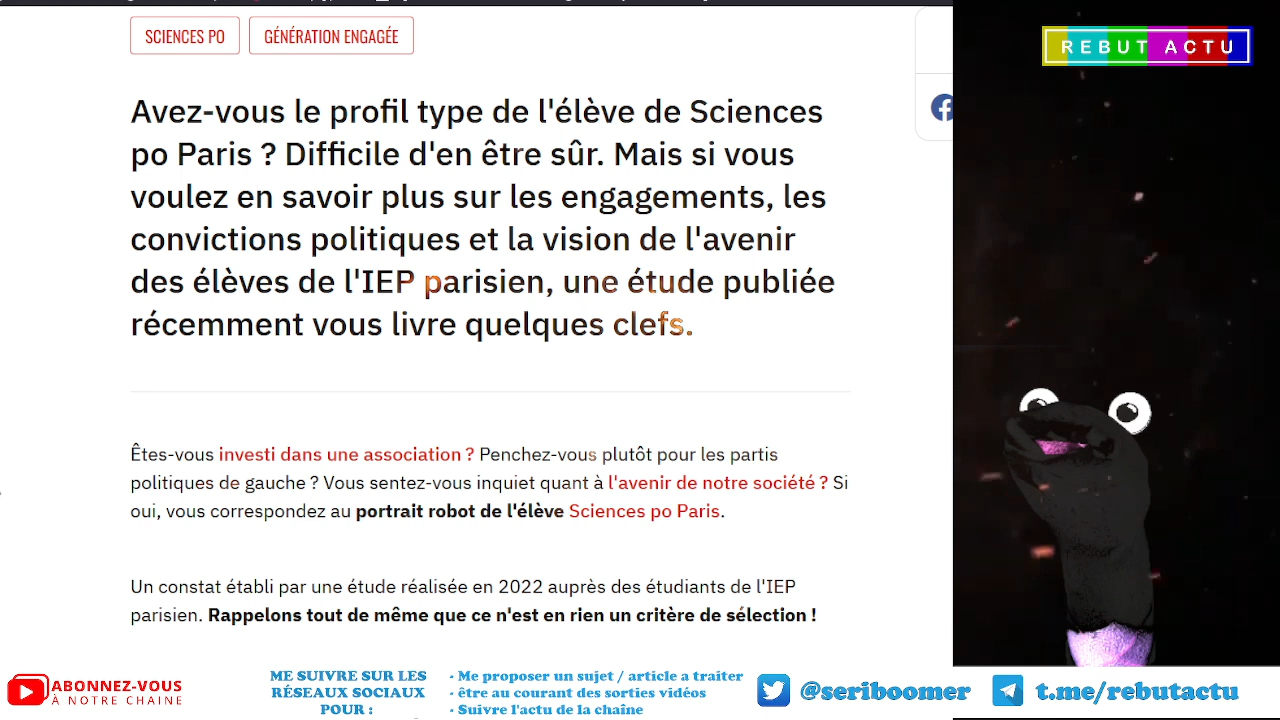 SCIENCES PO
GÉNÉRATION ENGAGÉE
REBUT ACTU
Avez-vous le profil type de l'élève de Sciences
po Paris ? Difficile d'en être sûr. Mais si vous
voulez en savoir plus sur les engagements, les
convictions politiques et la vision de l'avenir
des élèves de l'IEP parisien, une étude publiée
récemment vous livre quelques clefs.
Êtes-vous investi dans une association ? Penchez-vous plutôt pour les partis
politiques de gauche ? Vous sentez-vous inquiet quant à l'avenir de notre société ? Si
oui, vous correspondez au portrait robot de l'élève Sciences po Paris.
Un constat établi par une étude réalisée en 2022 auprès des étudiants de l'IEP
parisien. Rappelons tout de même que ce n'est en rien un critère de sélection !
ABONNEZ-VOUS
À NOTRE CHAINE
ME SUIVRE SUR LES
RÉSEAUX SOCIAUX
POUR :
- Me proposer un sujet / article a traiter
- être au courant des sorties vidéos
- Suivre l'actu de la chaîne
@seriboomer
t.me/rebutactu